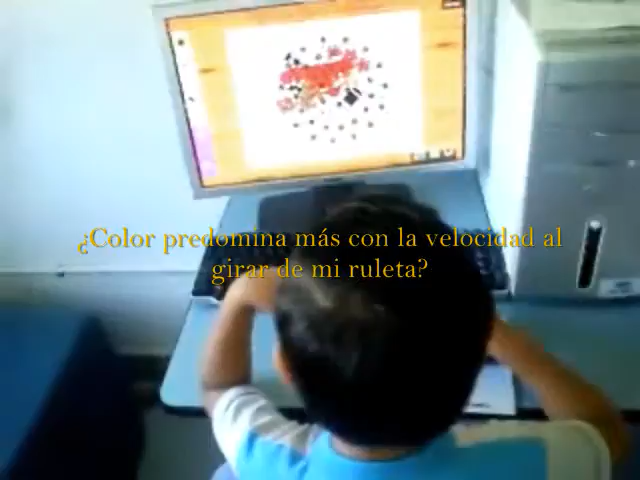 ¿Color predomina más con la velocidad al
girar de mi ruleta?